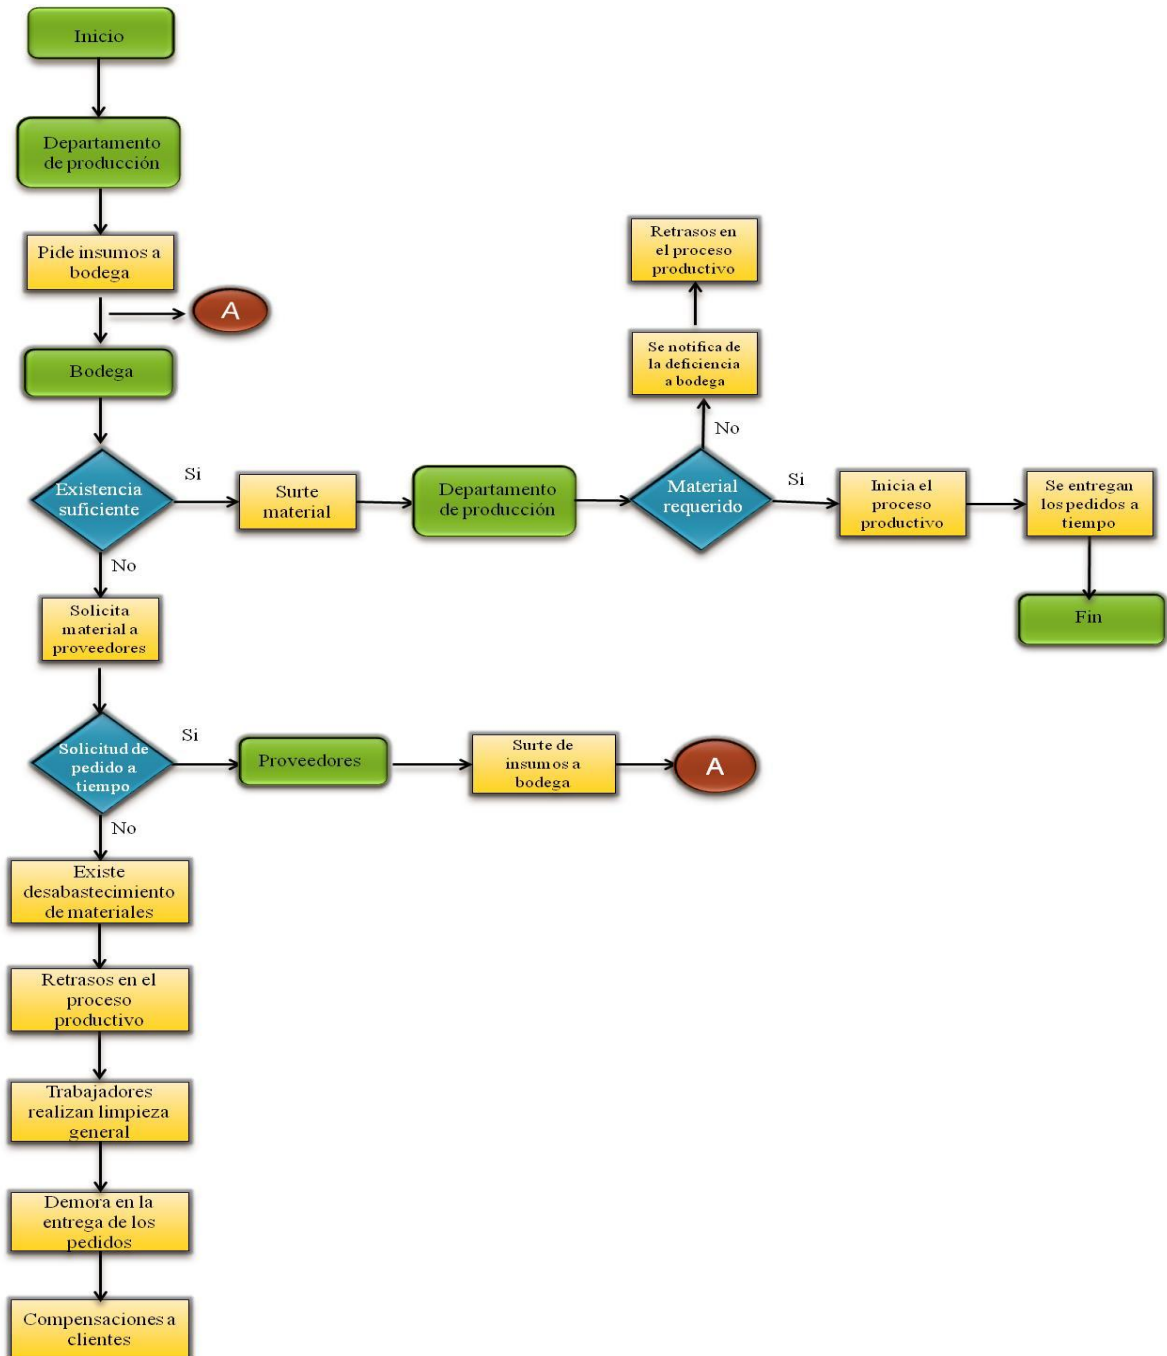 Inicio
Departamento
de producción
Pide insumos a
bodega
A
Bodega
Existencia
suficiente
Si
Surte
material
Departamento
de producción
Material
requerido
No
Se notifica de
la deficiencia
a bodega
Retrasos en
el proceso
productivo
Si
Inicia el
proceso
productivo
Se entregan
los pedidos a
tiempo
Fin
No
Solicita
material a
proveedores
Solicitud de
pedido a
tiempo
Si
Proveedores
Surte de
insumos a
bodega
A
No
Existe
desabastecimiento
de materiales
Retrasos en el
proceso
productivo
Trabajadores
realizan limpieza
general
Demora en la
entrega de los
pedidos
Compensaciones a
clientes